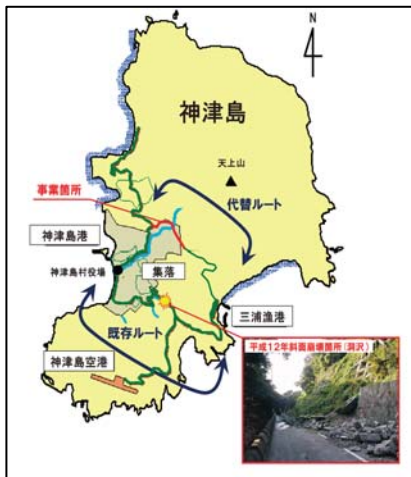 N
神津島
天上山
事業箇所
代替ルート
神津島港
神津島村役場
集落
三浦漁港
既存ルート
平成12年斜面崩壊箇所(洞沢)
神津島空港